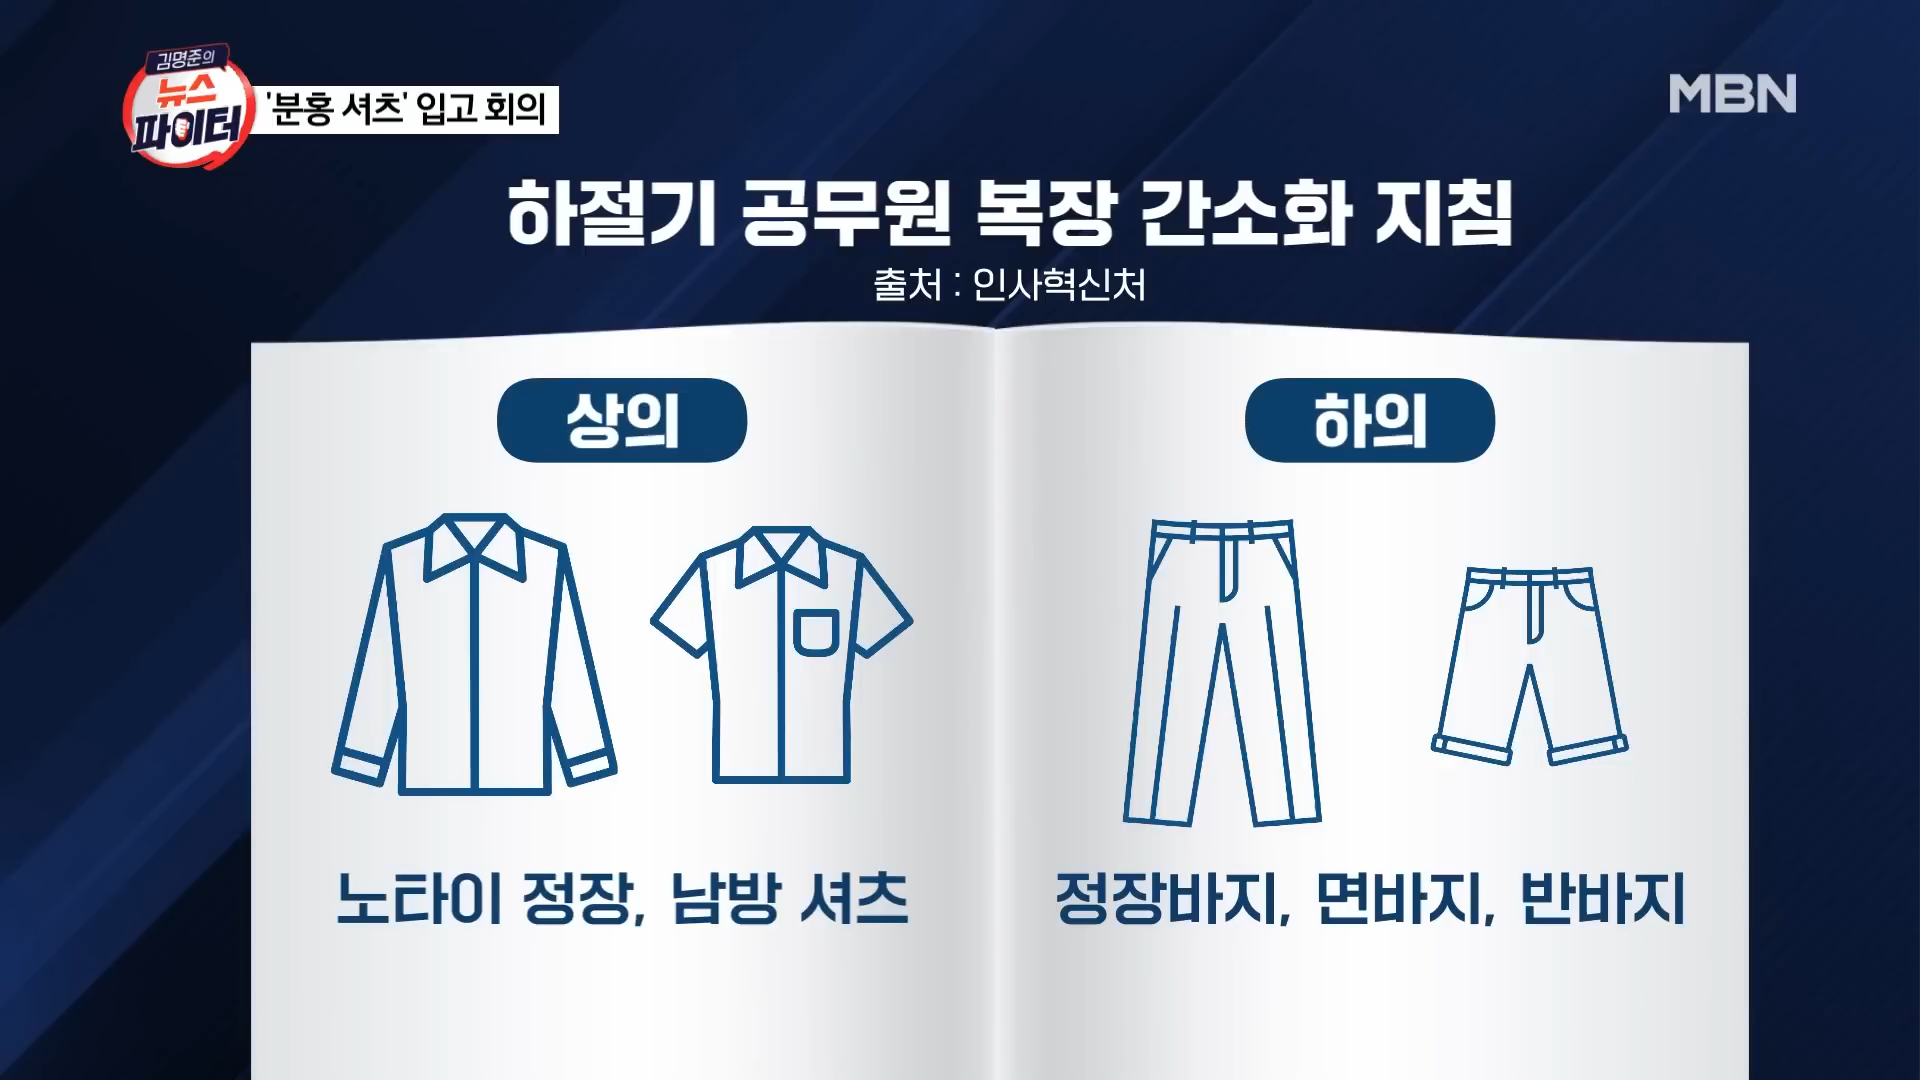 김명준의
뉴스
파이터
'분홍 셔츠' 입고 회의
MBN
하절기 공무원 복장 간소화 지침
출처 : 인사혁신처
상의
하의
노타이 정장, 남방 셔츠
정장바지, 면바지, 반바지